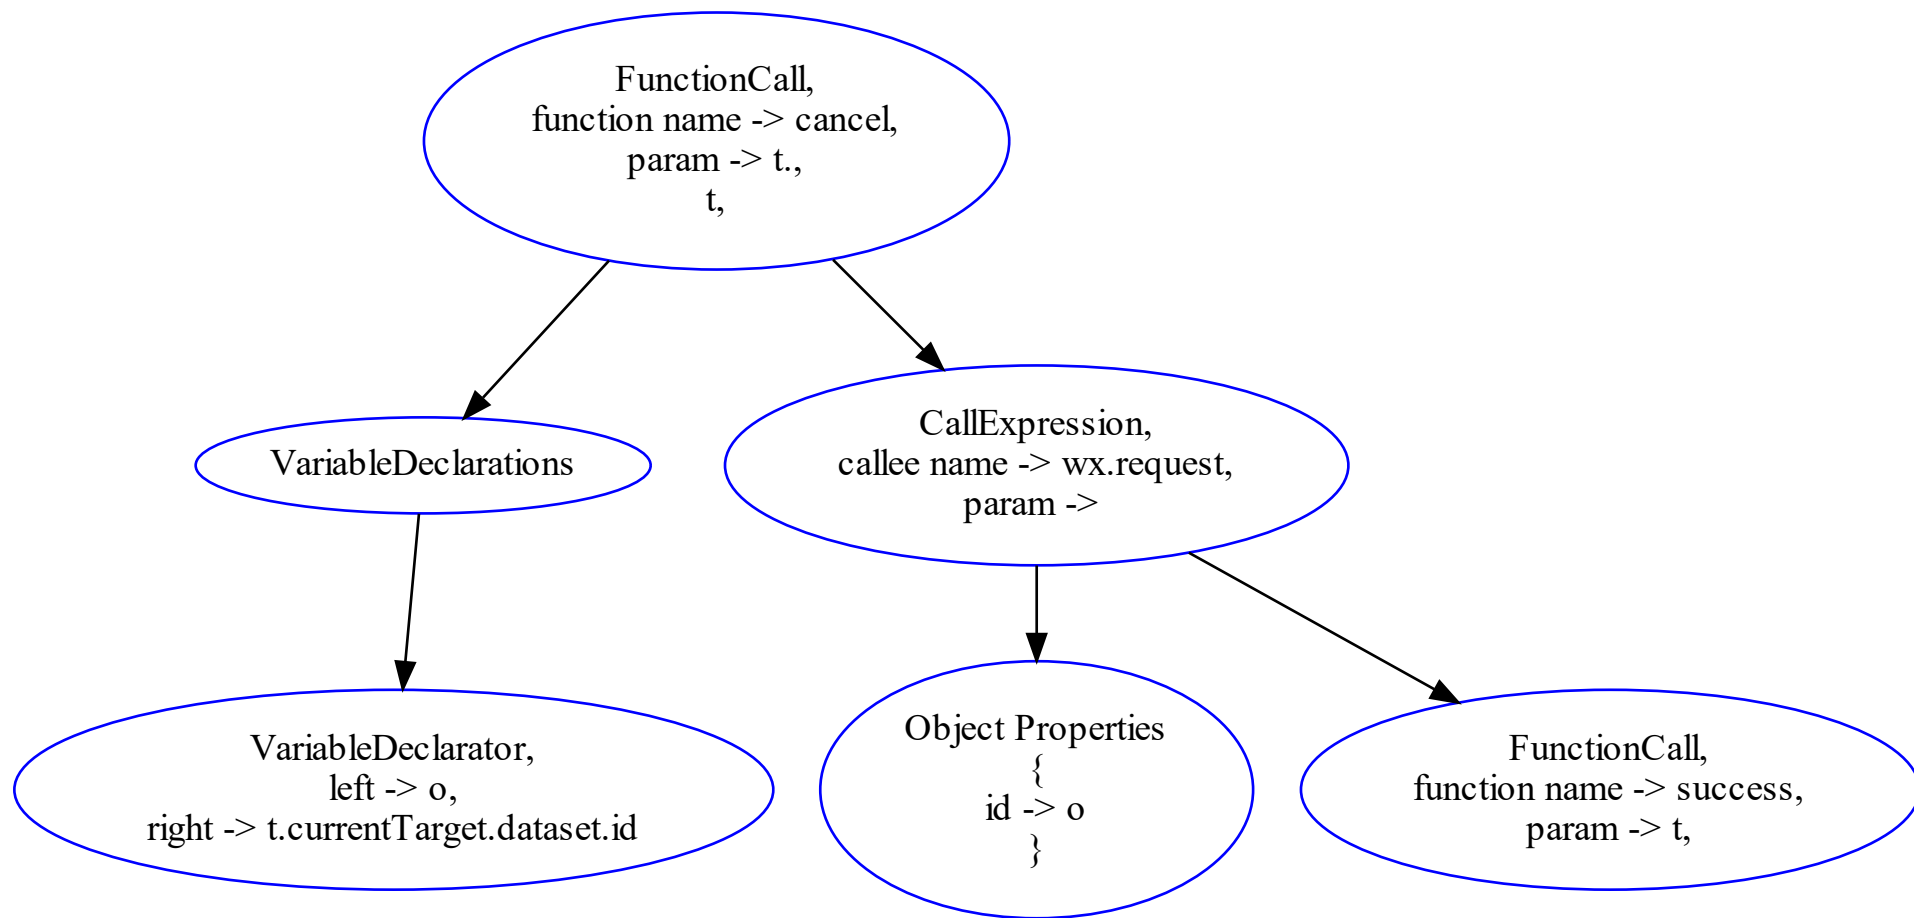 FunctionCall,
function name -> cancel,
param -> t.,
t,
VariableDeclarations
CallExpression,
callee name -> wx.request,
param ->
VariableDeclarator,
left -> o,
right -> t.currentTarget.dataset.id
Object Properties
{
id -> o
}
FunctionCall,
function name -> success,
param -> t,